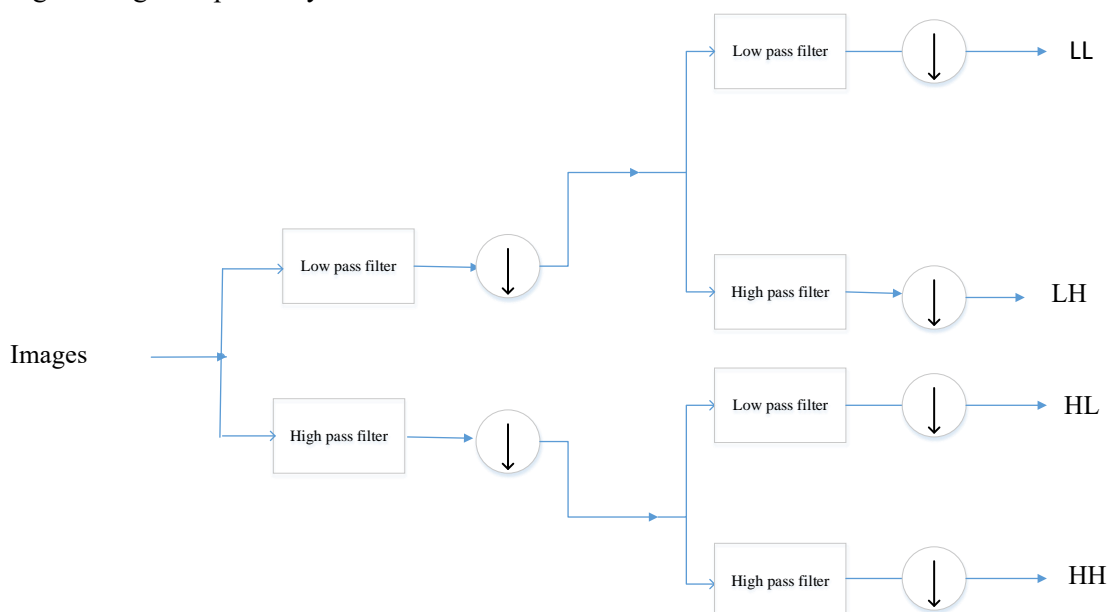 Low pass filter
LL
Low pass filter
High pass filter
LH
Images
High pass filter
Low pass filter
HL
High pass filter
HH